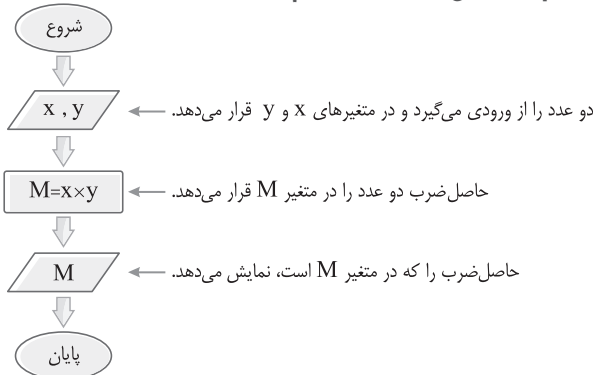 شروع
x , y
دو عدد را از ورودی می‌گیرد و در متغیرهای x و y قرار می‌دهد.
M=x×y
حاصل‌ضرب دو عدد را در متغیر M قرار می‌دهد.
M
حاصل‌ضرب را که در متغیر M است، نمایش می‌دهد.
پایان